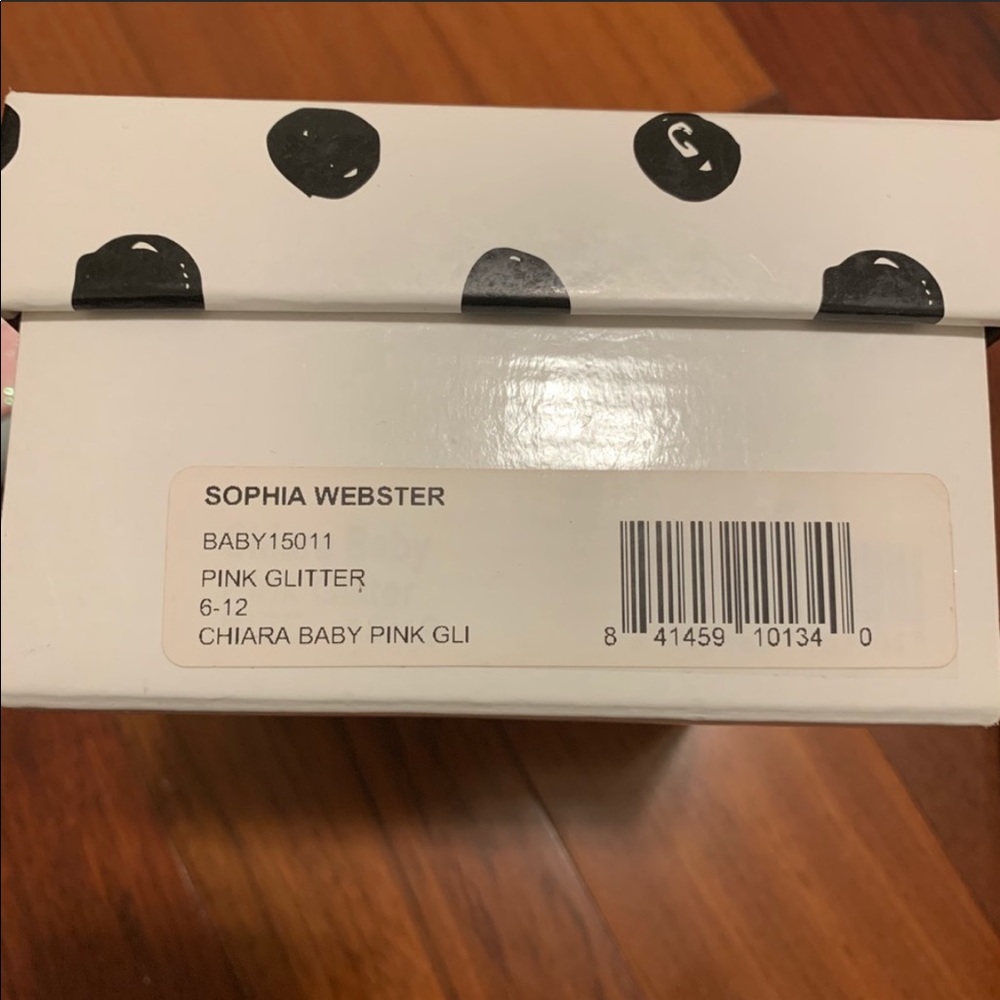 G
SOPHIA WEBSTER
BABY15011
PINK GLITTER
6-12
CHIARA BABY PINK GLI
8 41459 10134 0